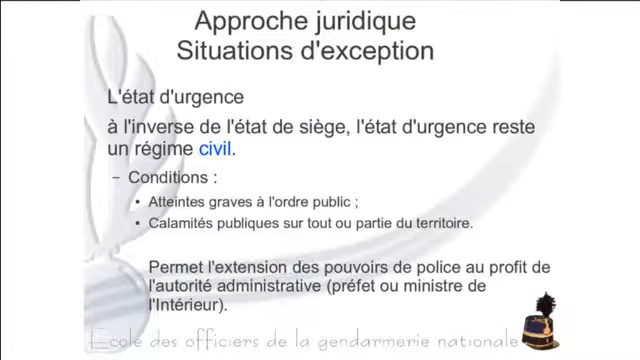 Approche juridique
Situations d'exception
L'état d'urgence
à l'inverse de l'état de siège, l'état d'urgence reste
un régime civil.
– Conditions :
• Atteintes graves à l'ordre public ;
• Calamités publiques sur tout ou partie du territoire.
Permet l'extension des pouvoirs de police au profit de
l'autorité administrative (préfet ou ministre de
l'Intérieur).
Ecole des officiers de la gendarmerie nationale